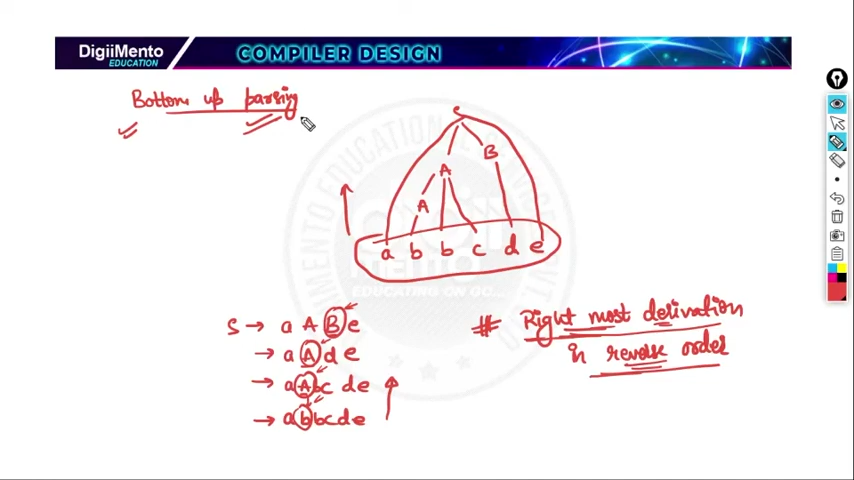 DigiiMento
EDUCATION
COMPILER DESIGN
Bottom up parsing
S
B
A
A
a b b c d e
S → a A B e
→ a A d e
→ a A b c d e
→ a b b c d e
# Right most derivation
in reverse order